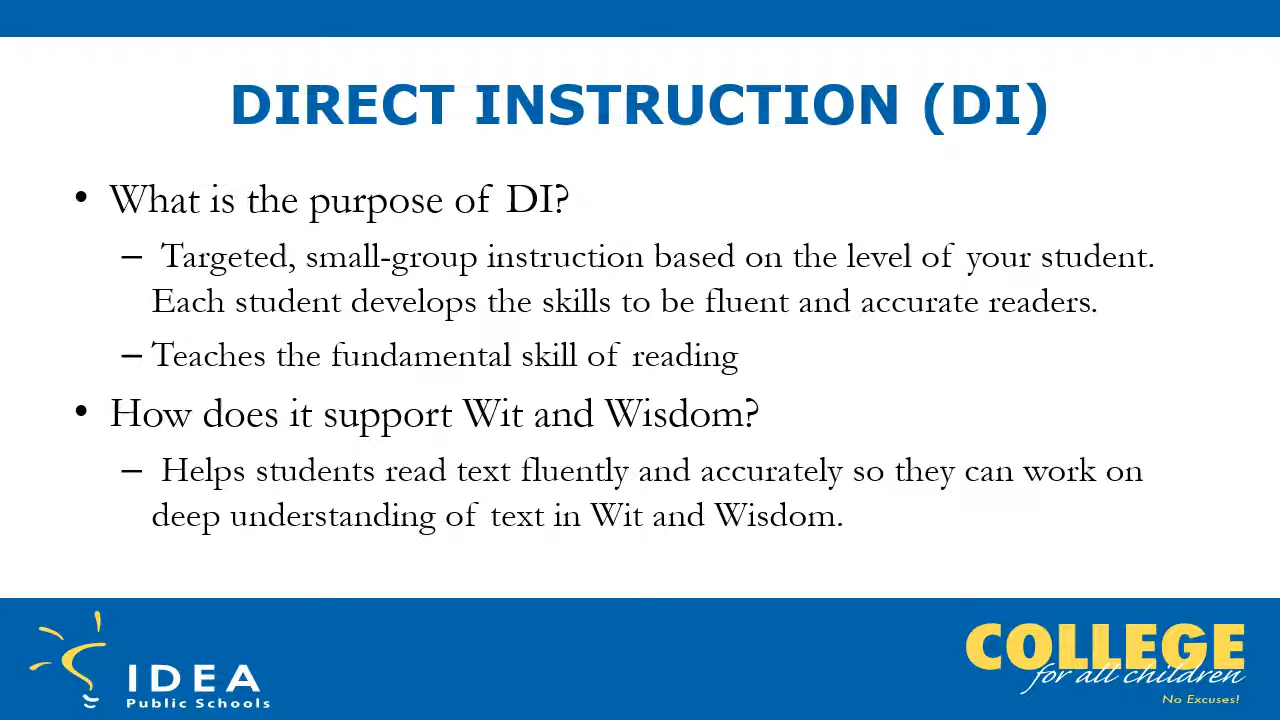 DIRECT INSTRUCTION (DI)
• What is the purpose of DI?
– Targeted, small-group instruction based on the level of your student.
Each student develops the skills to be fluent and accurate readers.
– Teaches the fundamental skill of reading
• How does it support Wit and Wisdom?
– Helps students read text fluently and accurately so they can work on
deep understanding of text in Wit and Wisdom.
IDEA
Public Schools
COLLEGE
for all children
No Excuses!